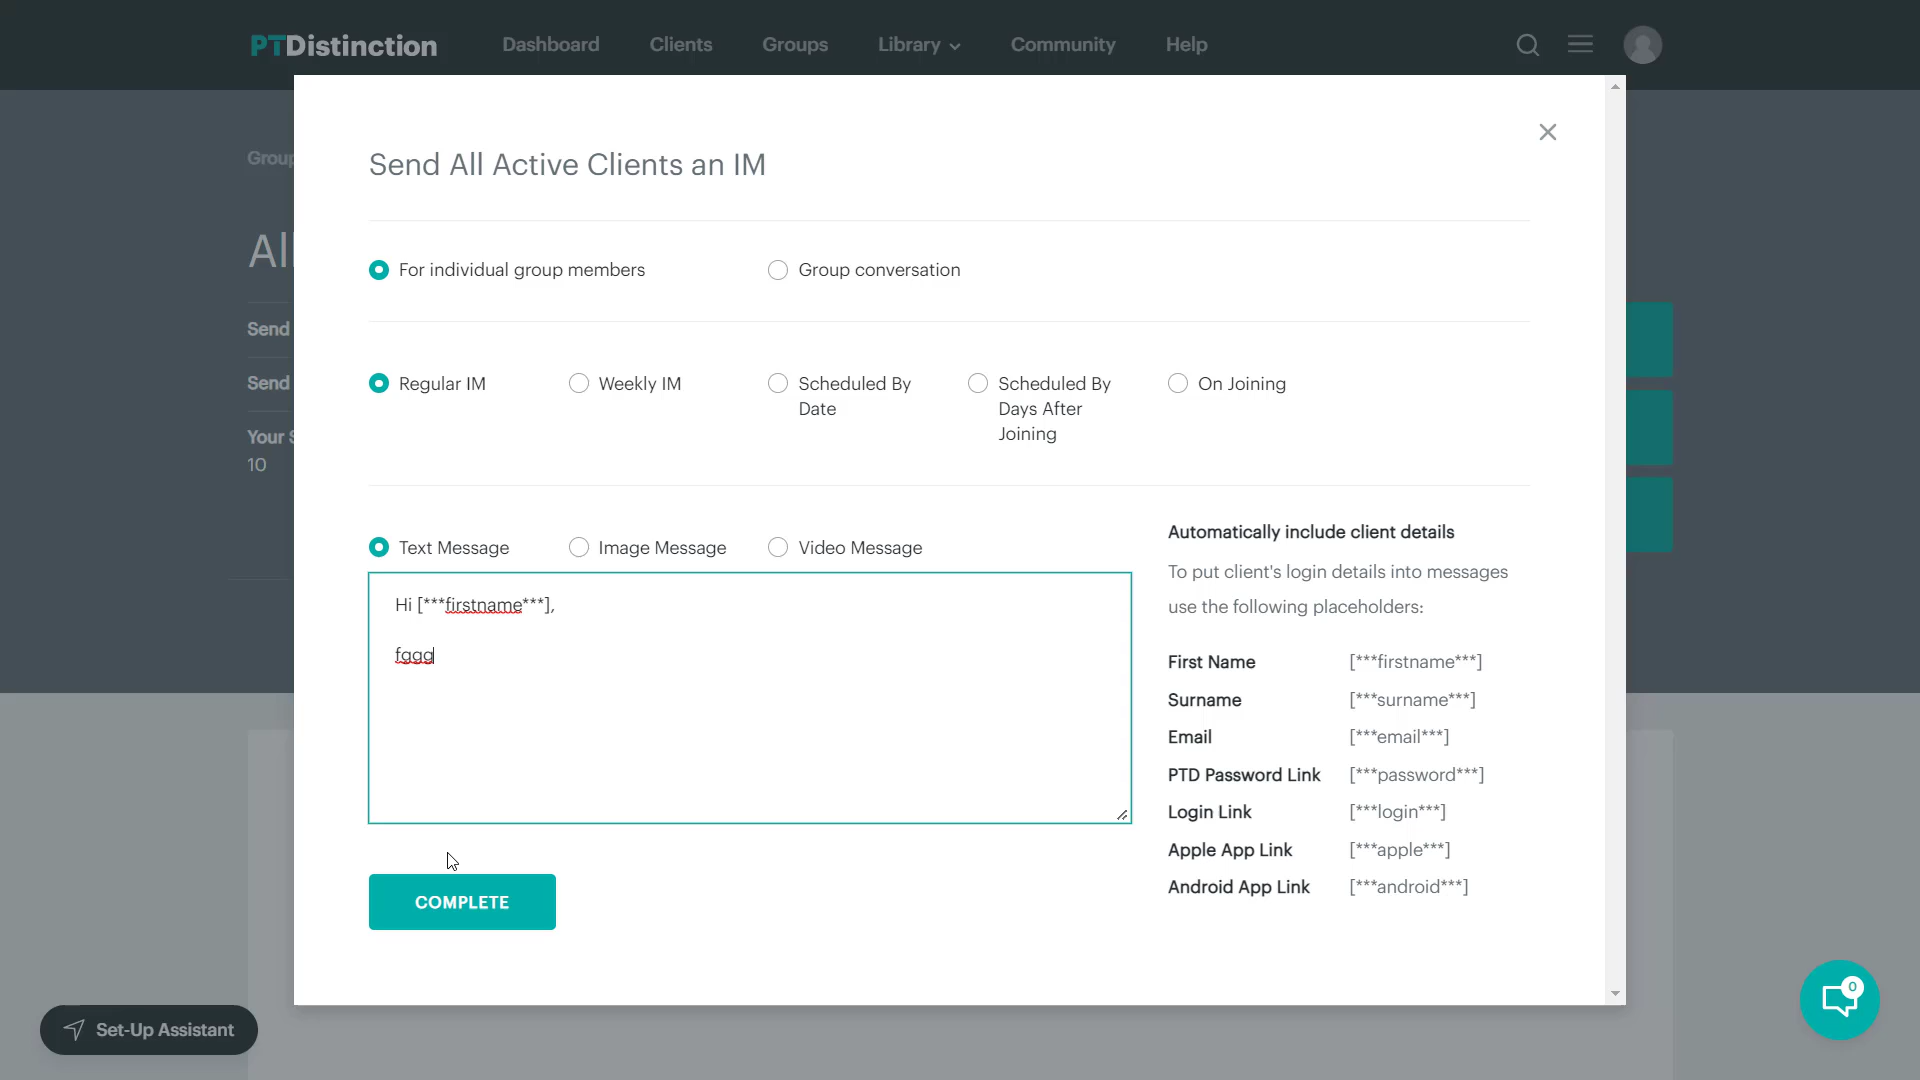 PTDistinction
Dashboard
Clients
Groups
Library
Community
Help
Group
All
Send
Send
Your S
10
Send All Active Clients an IM
For individual group members
Group conversation
Regular IM
Weekly IM
Scheduled By
Date
Scheduled By
Days After
Joining
On Joining
Text Message
Image Message
Video Message
Hi [***firstname***],
fggg
COMPLETE
Automatically include client details
To put client's login details into messages
use the following placeholders:
First Name [***firstname***]
Surname [***surname***]
Email [***email***]
PTD Password Link [***password***]
Login Link [***login***]
Apple App Link [***apple***]
Android App Link [***android***]
Set-Up Assistant
0